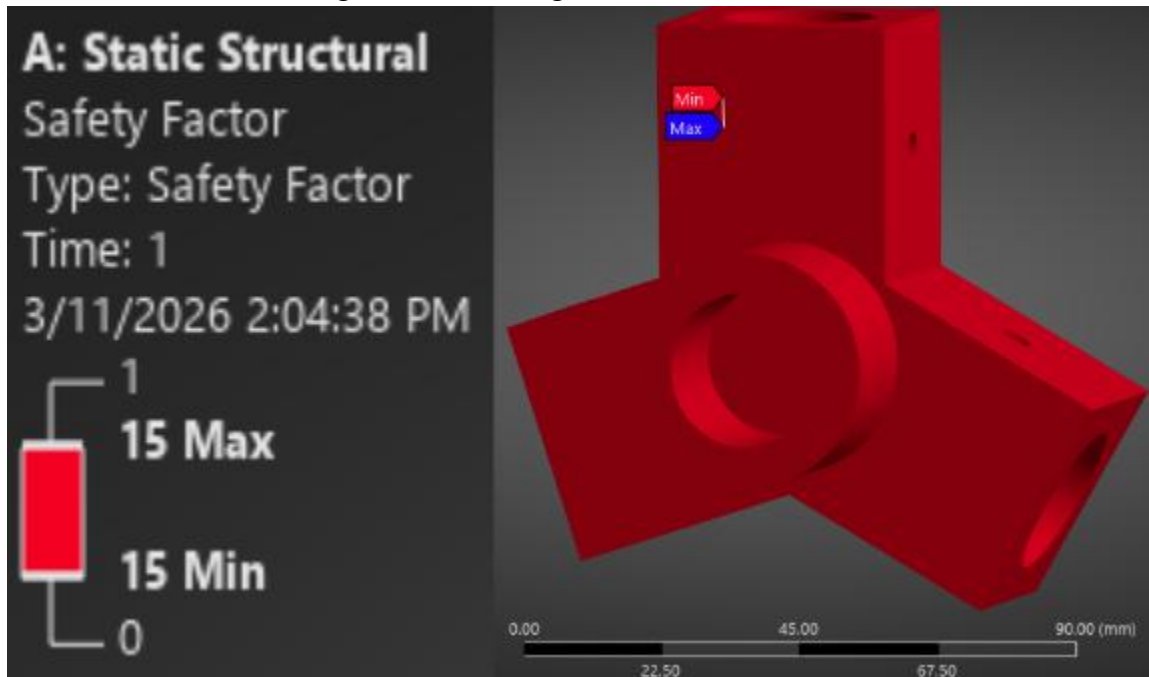 A: Static Structural
Safety Factor
Type: Safety Factor
Time: 1
3/11/2026 2:04:38 PM
1
15 Max
15 Min
0
Min
Max
0.00 45.00 90.00 (mm)
22.50 67.50